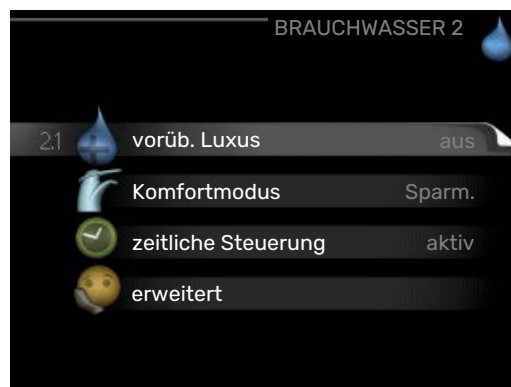 BRAUCHWASSER 2
2.1 vorüb. Luxus aus
Komfortmodus Sparm.
zeitliche Steuerung aktiv
erweitert